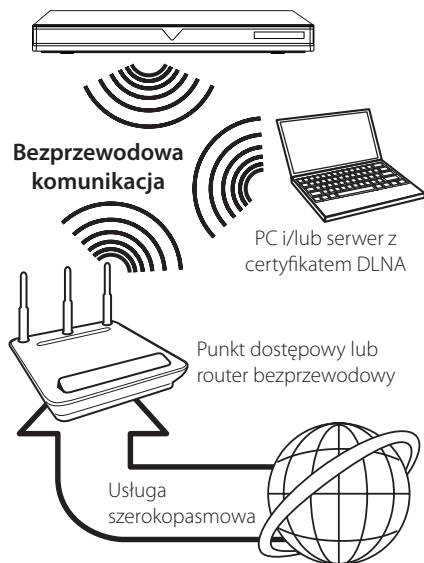 Bezprzewodowa
komunikacja
PC i/lub serwer z
certyfikatem DLNA
Punkt dostępowy lub
router bezprzewodowy
Usługa
szerokopasmowa